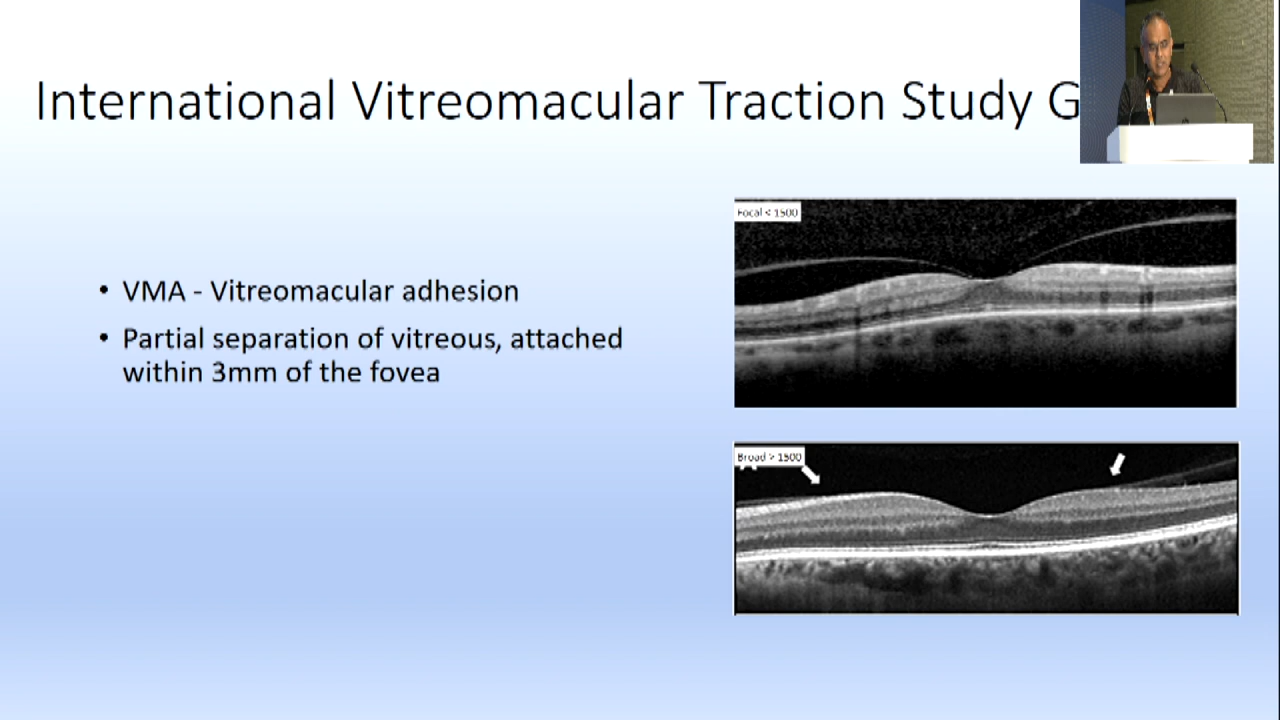 International Vitreomacular Traction Study G
• VMA - Vitreomacular adhesion
• Partial separation of vitreous, attached
within 3mm of the fovea
Focal < 1500
Broad > 1500